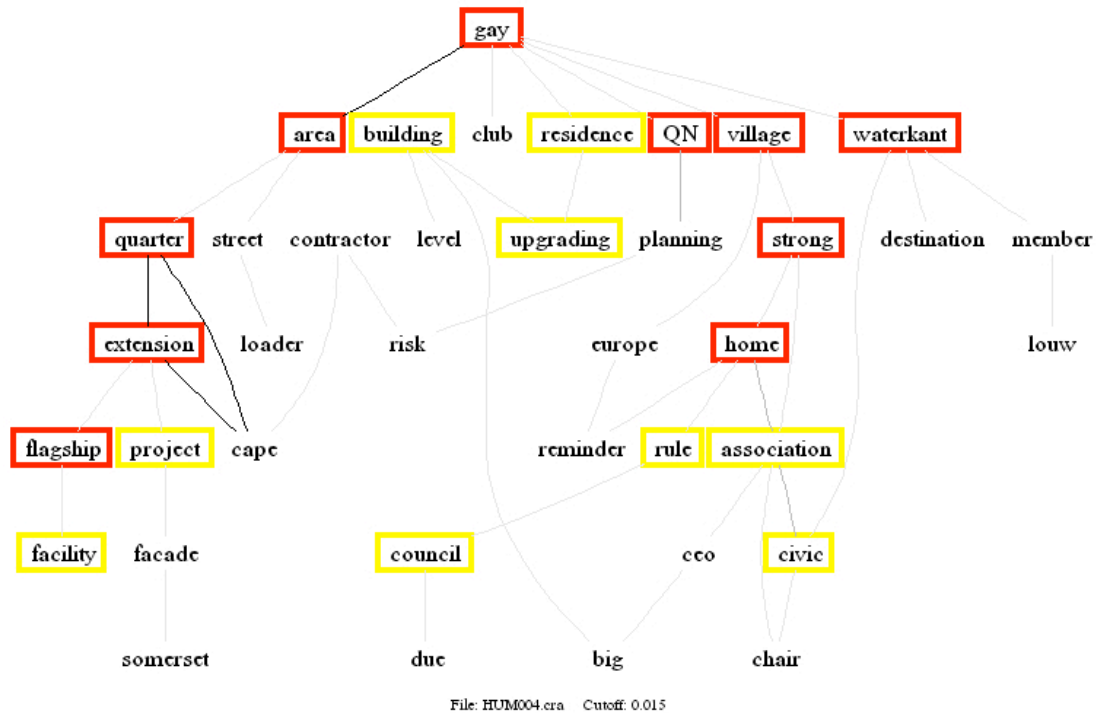 gay
area building club residence QN village waterkant
quarter street contractor level upgrading planning strong destination member
extension loader risk europe home louw
flagship project cape reminder rule association
facility facade council ceo civic
somerset due big chair
File: HUM004.cra Cutoff: 0.015